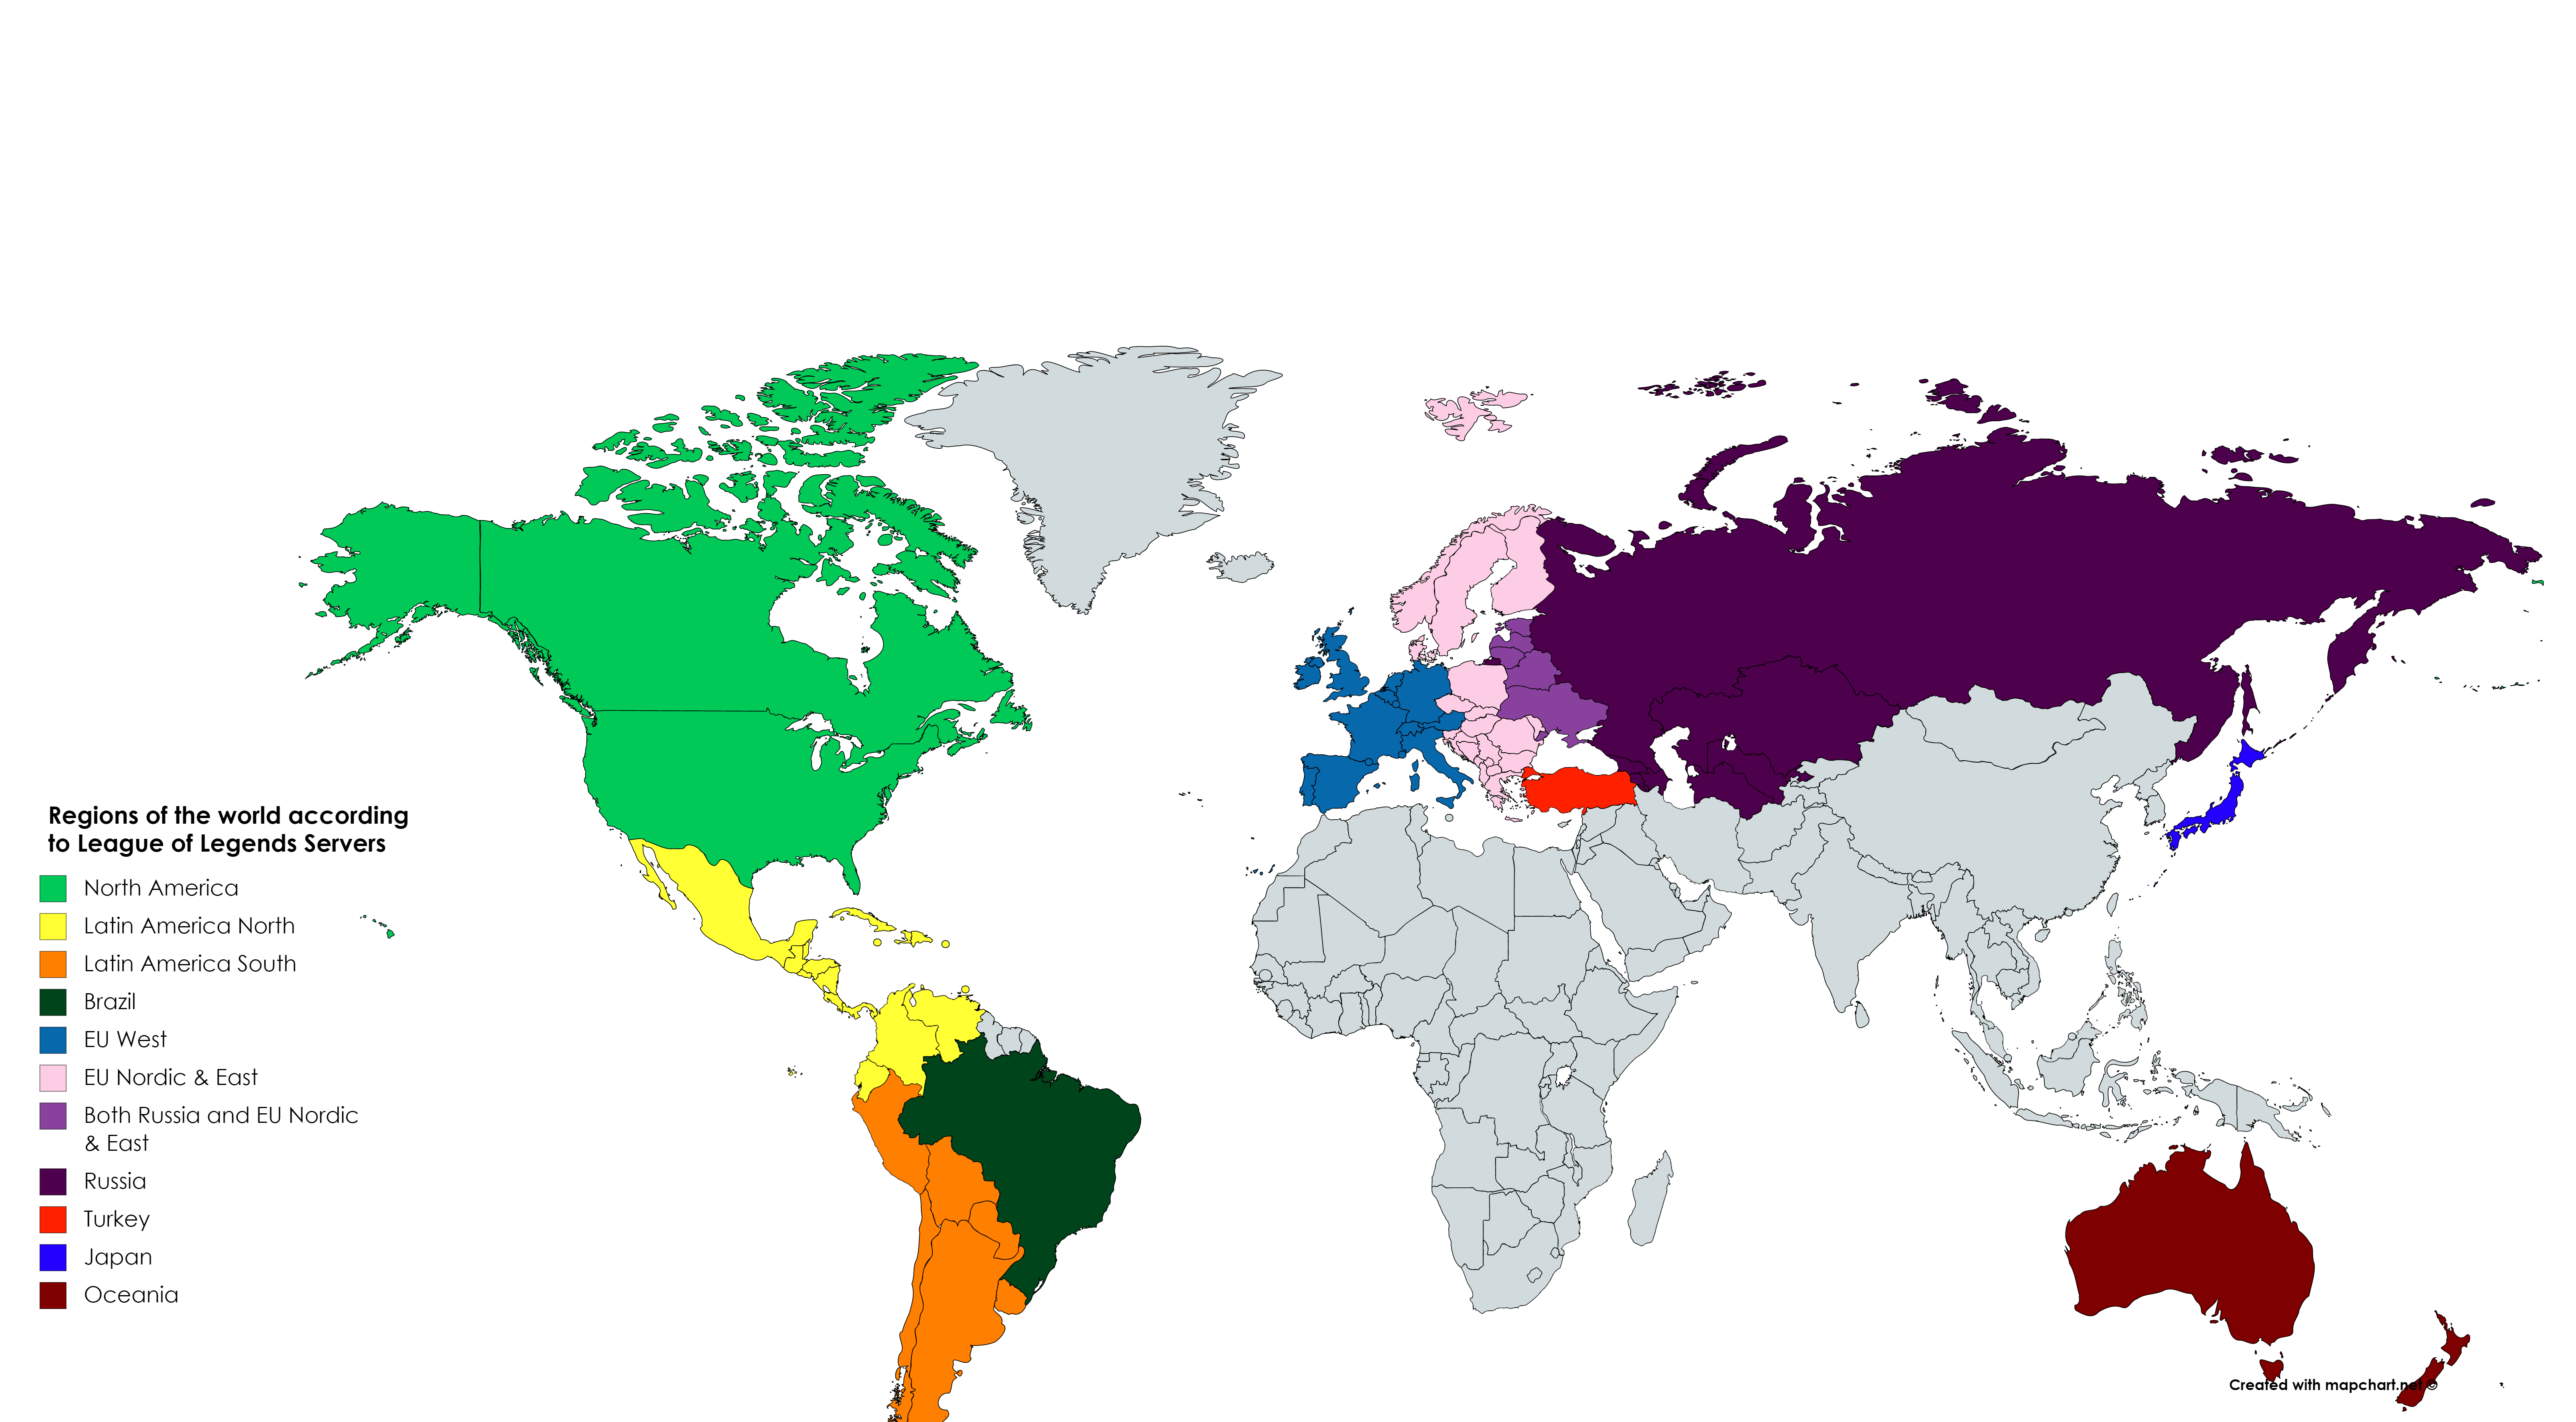 Regions of the world according
to League of Legends Servers
North America
Latin America North
Latin America South
Brazil
EU West
EU Nordic & East
Both Russia and EU Nordic
& East
Russia
Turkey
Japan
Oceania
Created with mapchart.net ©